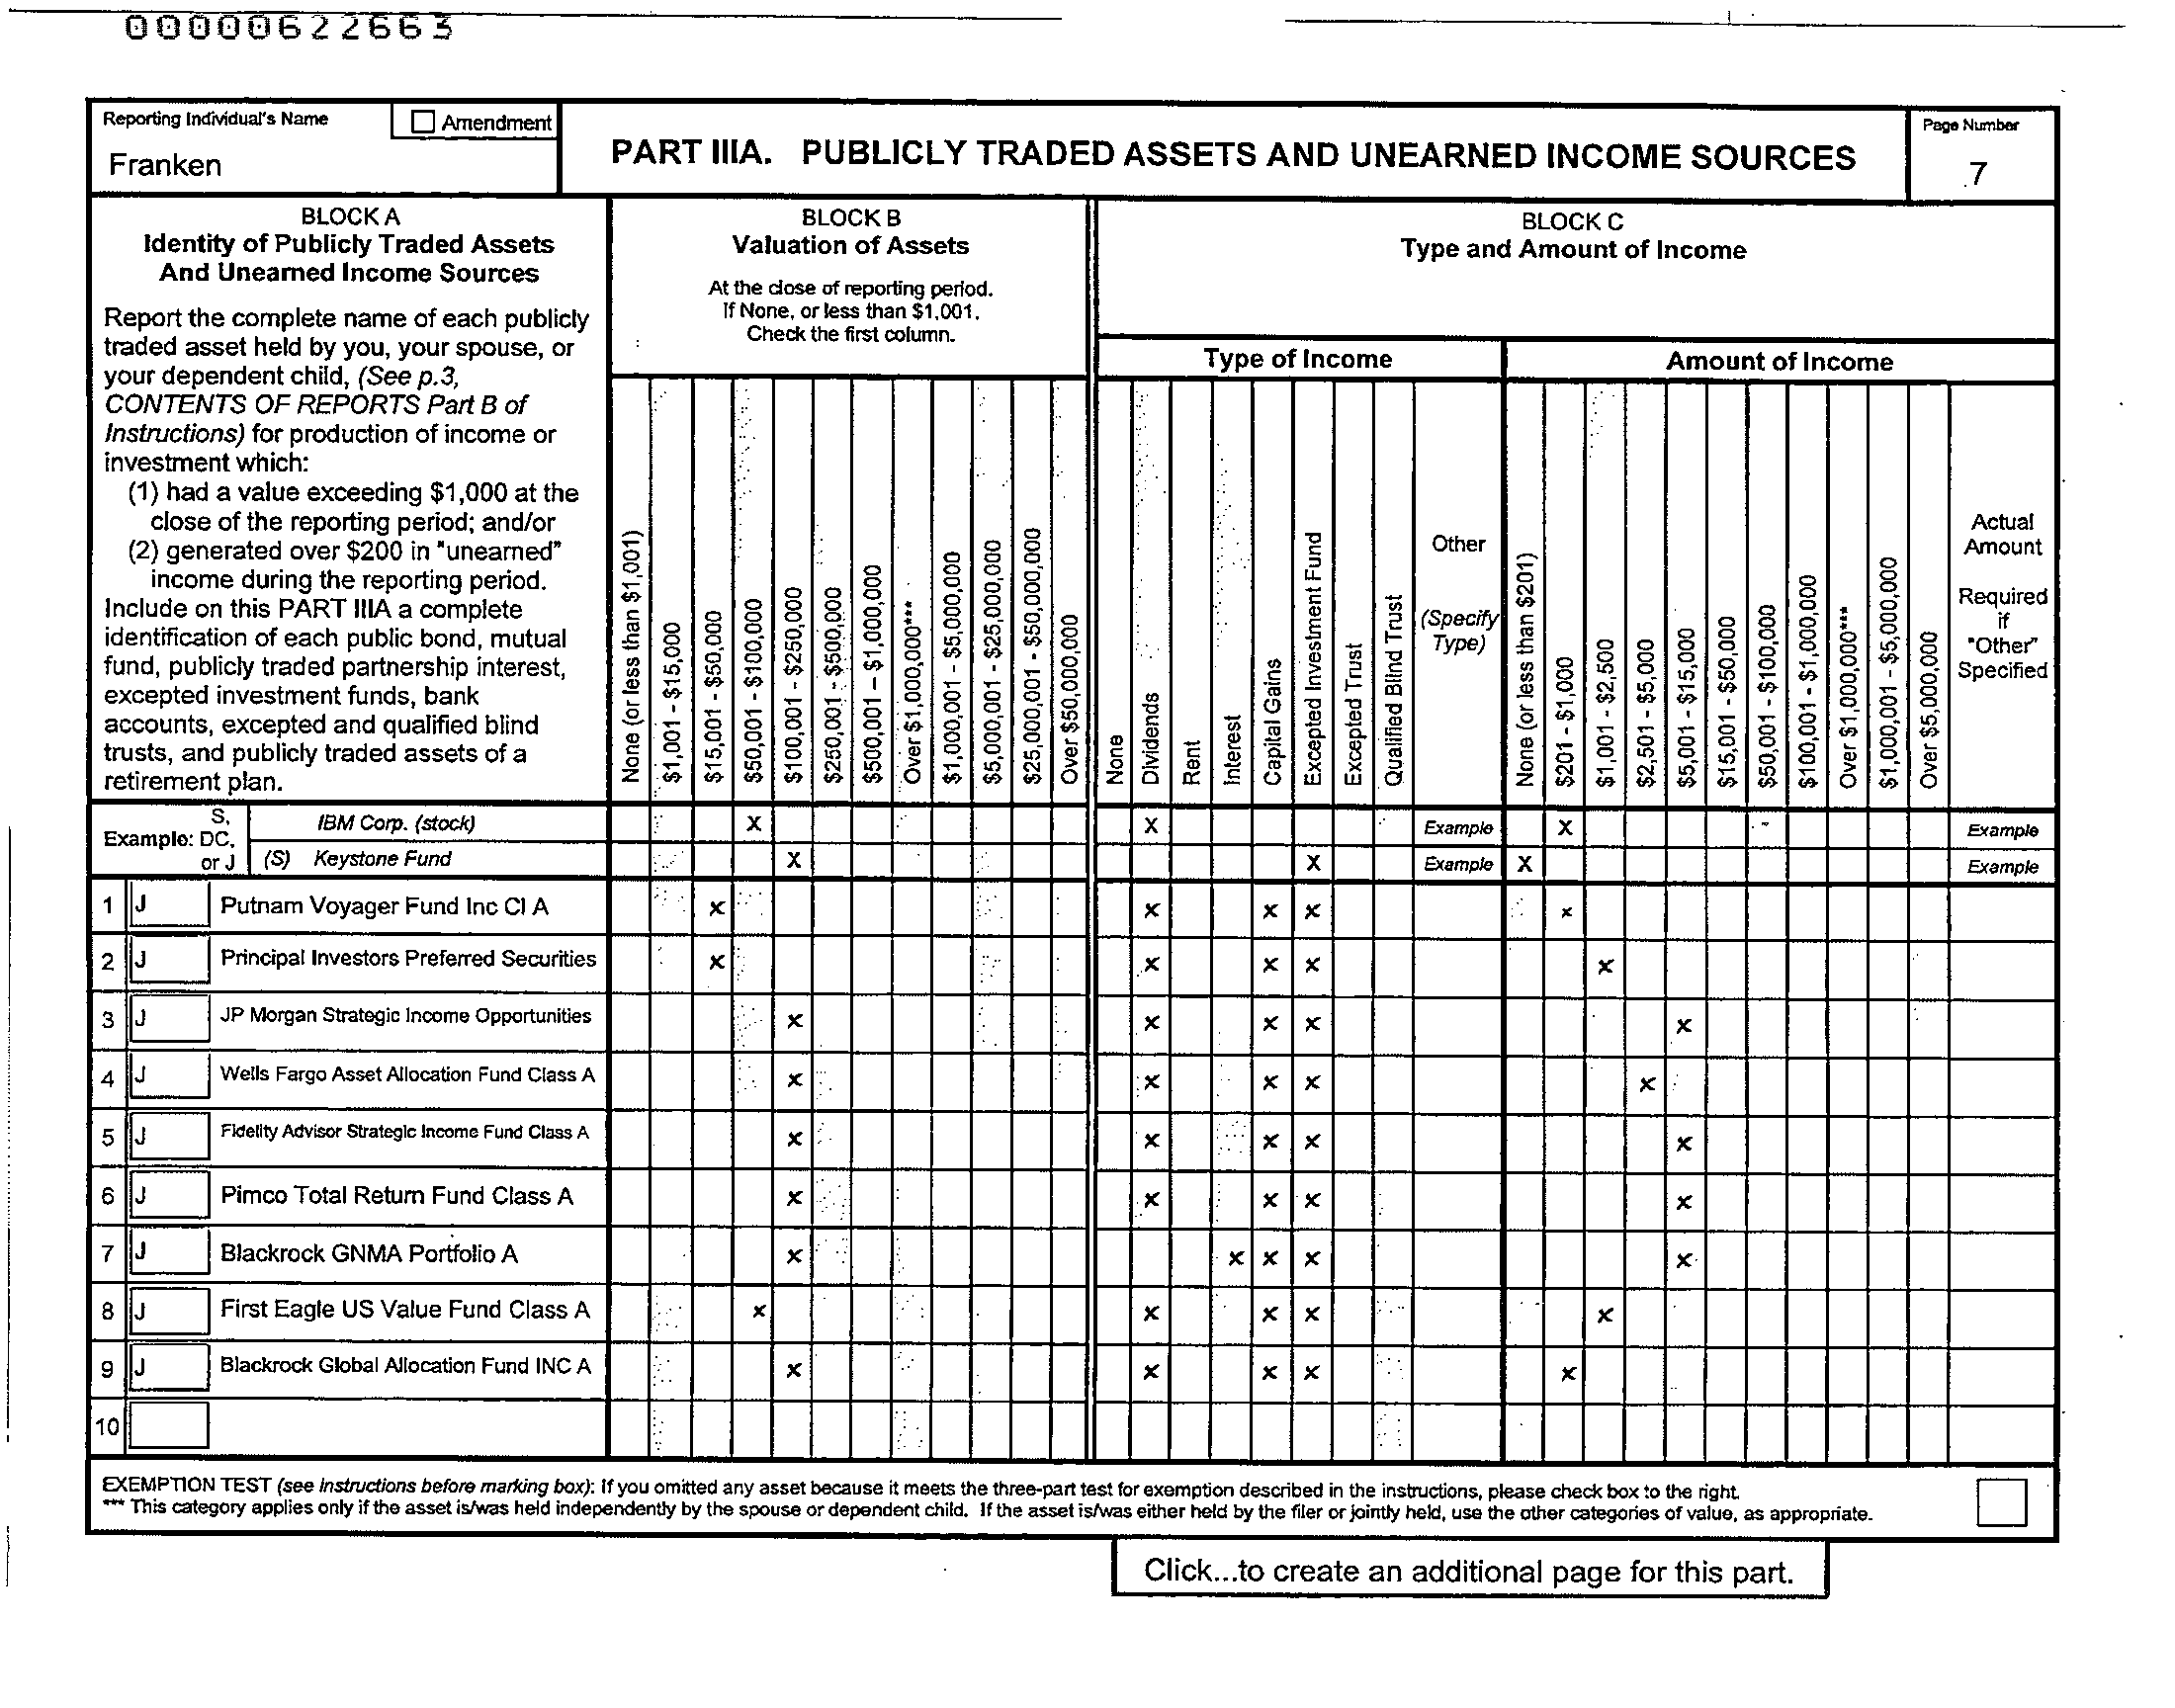 00000622663
Reporting Individual's Name
Amendment
Franken
PART IIIA. PUBLICLY TRADED ASSETS AND UNEARNED INCOME SOURCES
Page Number
7
BLOCK A
Identity of Publicly Traded Assets
And Unearned Income Sources
Report the complete name of each publicly
traded asset held by you, your spouse, or
your dependent child, (See p.3,
CONTENTS OF REPORTS Part B of
Instructions) for production of income or
investment which:
(1) had a value exceeding $1,000 at the
close of the reporting period; and/or
(2) generated over $200 in "unearned"
income during the reporting period.
Include on this PART IIIA a complete
identification of each public bond, mutual
fund, publicly traded partnership interest,
excepted investment funds, bank
accounts, excepted and qualified blind
trusts, and publicly traded assets of a
retirement plan.
BLOCK B
Valuation of Assets
At the close of reporting period.
If None, or less than $1,001.
Check the first column.
None (or less than $1,001)
$1,001 - $15,000
$15,001 - $50,000
$50,001 - $100,000
$100,001 - $250,000
$250,001 - $500,000
$500,001 – $1,000,000
Over $1,000,000***
$1,000,001 - $5,000,000
$5,000,001 - $25,000,000
$25,000,001 - $50,000,000
Over $50,000,000
BLOCK C
Type and Amount of Income
Type of Income
None
Dividends
Rent
Interest
Capital Gains
Excepted Investment Fund
Excepted Trust
Qualified Blind Trust
Other
(Specify
Type)
Amount of Income
None (or less than $201)
$201 - $1,000
$1,001 - $2,500
$2,501 - $5,000
$5,001 - $15,000
$15,001 - $50,000
$50,001 - $100,000
$100,001 - $1,000,000
Over $1,000,000***
$1,000,001 - $5,000,000
Over $5,000,000
Actual
Amount
Required
if
"Other"
Specified
Example: S,
DC,
or J
IBM Corp. (stock) X X Example X Example
(S) Keystone Fund X X Example X Example
1 J Putnam Voyager Fund Inc Cl A x x x x x
2 J Principal Investors Preferred Securities x x x x x
3 J JP Morgan Strategic Income Opportunities x x x x x
4 J Wells Fargo Asset Allocation Fund Class A x x x x x
5 J Fidelity Advisor Strategic Income Fund Class A x x x x x
6 J Pimco Total Return Fund Class A x x x x x
7 J Blackrock GNMA Portfolio A x x x x x
8 J First Eagle US Value Fund Class A x x x x x
9 J Blackrock Global Allocation Fund INC A x x x x x
10
EXEMPTION TEST (see instructions before marking box): If you omitted any asset because it meets the three-part test for exemption described in the instructions, please check box to the right.
*** This category applies only if the asset is/was held independently by the spouse or dependent child. If the asset is/was either held by the filer or jointly held, use the other categories of value, as appropriate.
Click...to create an additional page for this part.